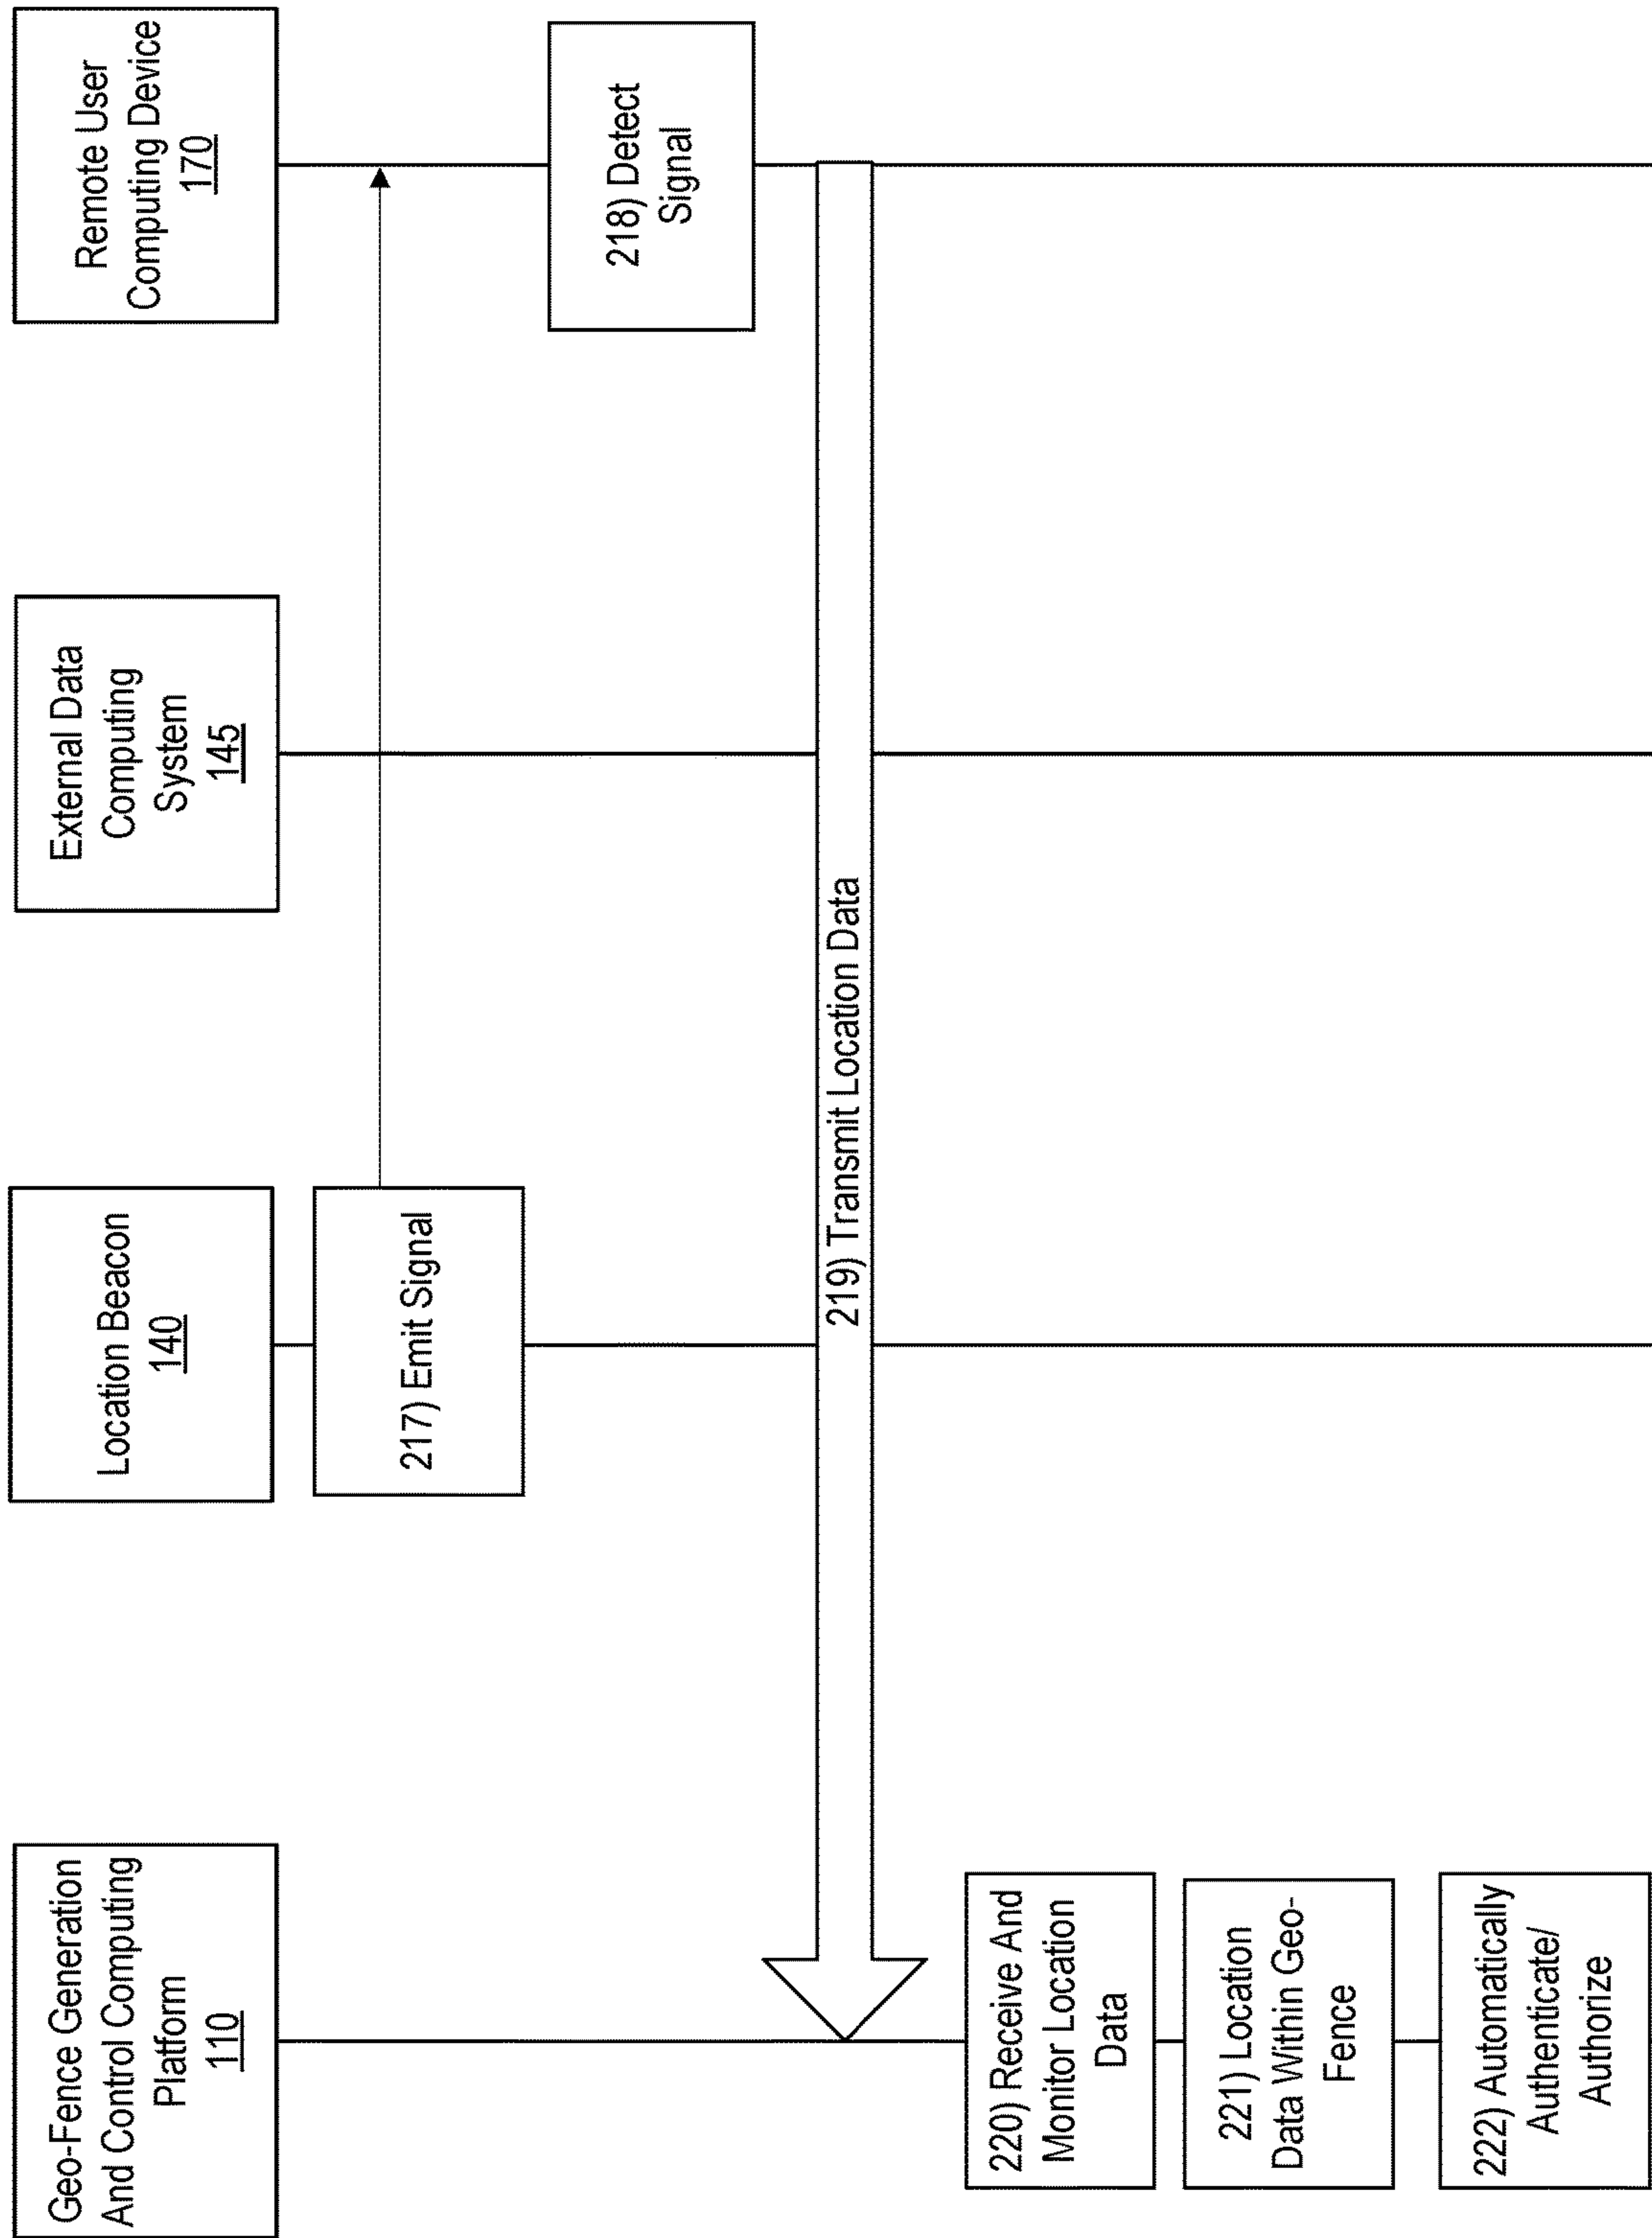 Geo-Fence Generation
And Control Computing
Platform
110
Location Beacon
140
External Data
Computing
System
145
Remote User
Computing Device
170
217) Emit Signal
218) Detect
Signal
219) Transmit Location Data
220) Receive And
Monitor Location
Data
221) Location
Data Within Geo-
Fence
222) Automatically
Authenticate/
Authorize